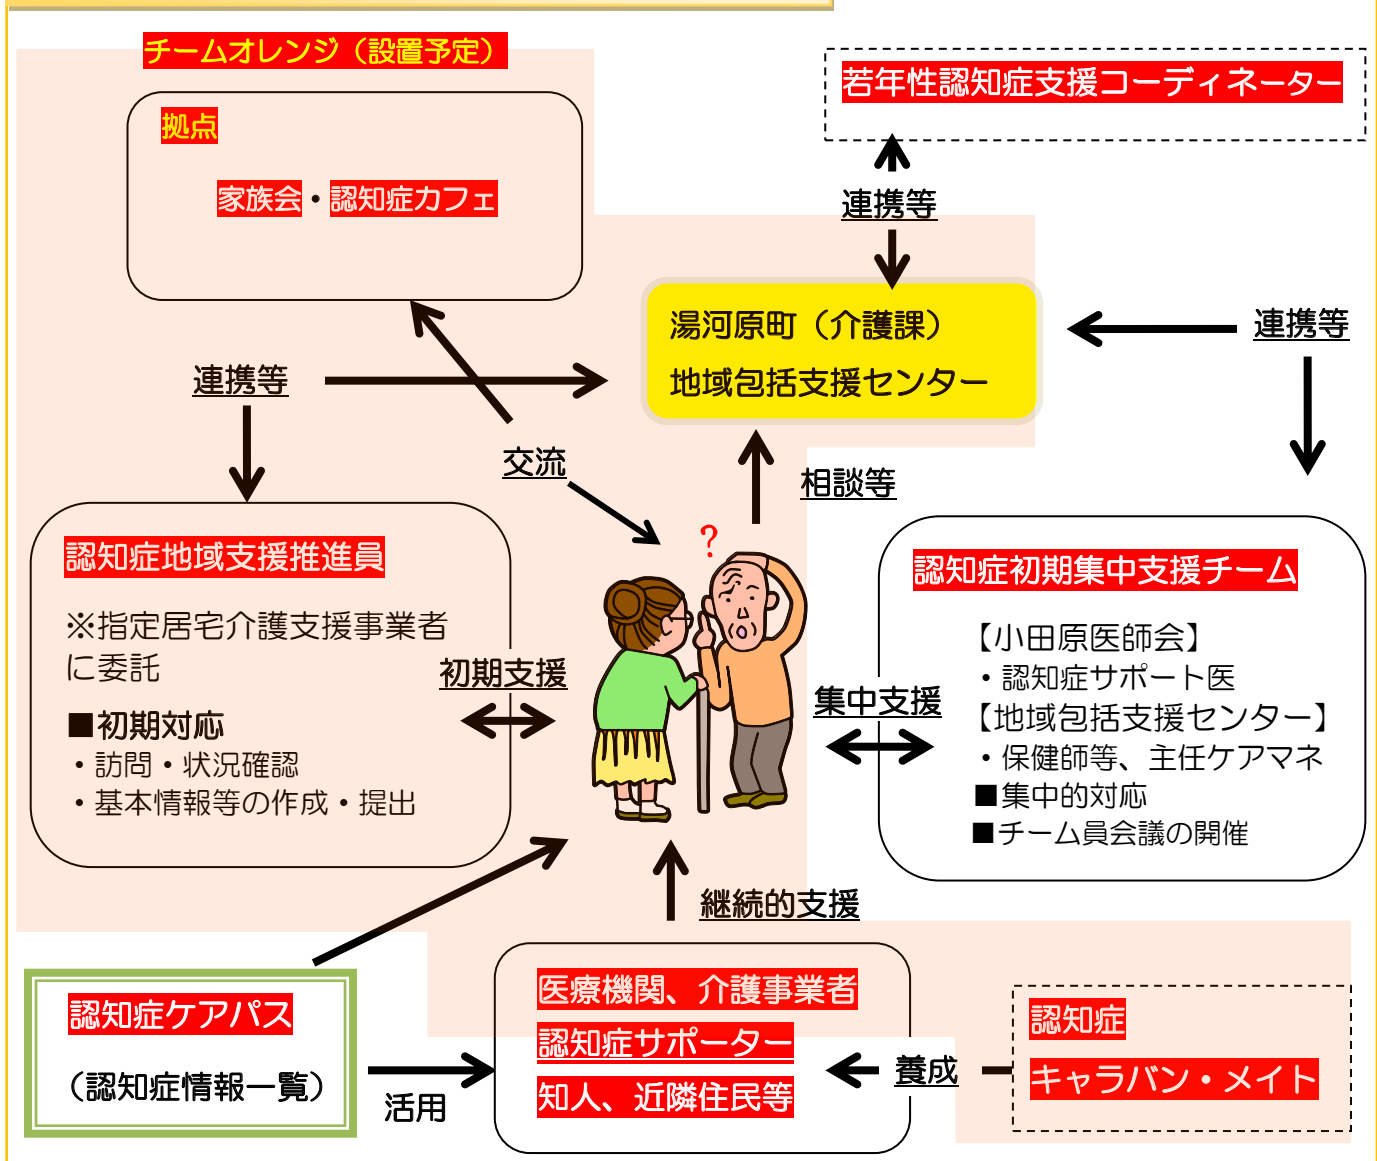 チームオレンジ（設置予定）
拠点
家族会・認知症カフェ
若年性認知症支援コーディネーター
連携等
湯河原町（介護課）
地域包括支援センター
連携等
連携等
交流
相談等
?
認知症地域支援推進員
※指定居宅介護支援事業者
に委託
■初期対応
・訪問・状況確認
・基本情報等の作成・提出
初期支援
集中支援
認知症初期集中支援チーム
【小田原医師会】
・認知症サポート医
【地域包括支援センター】
・保健師等、主任ケアマネ
■集中的対応
■チーム員会議の開催
継続的支援
認知症ケアパス
（認知症情報一覧）
活用
医療機関、介護事業者
認知症サポーター
知人、近隣住民等
養成
認知症
キャラバン・メイト